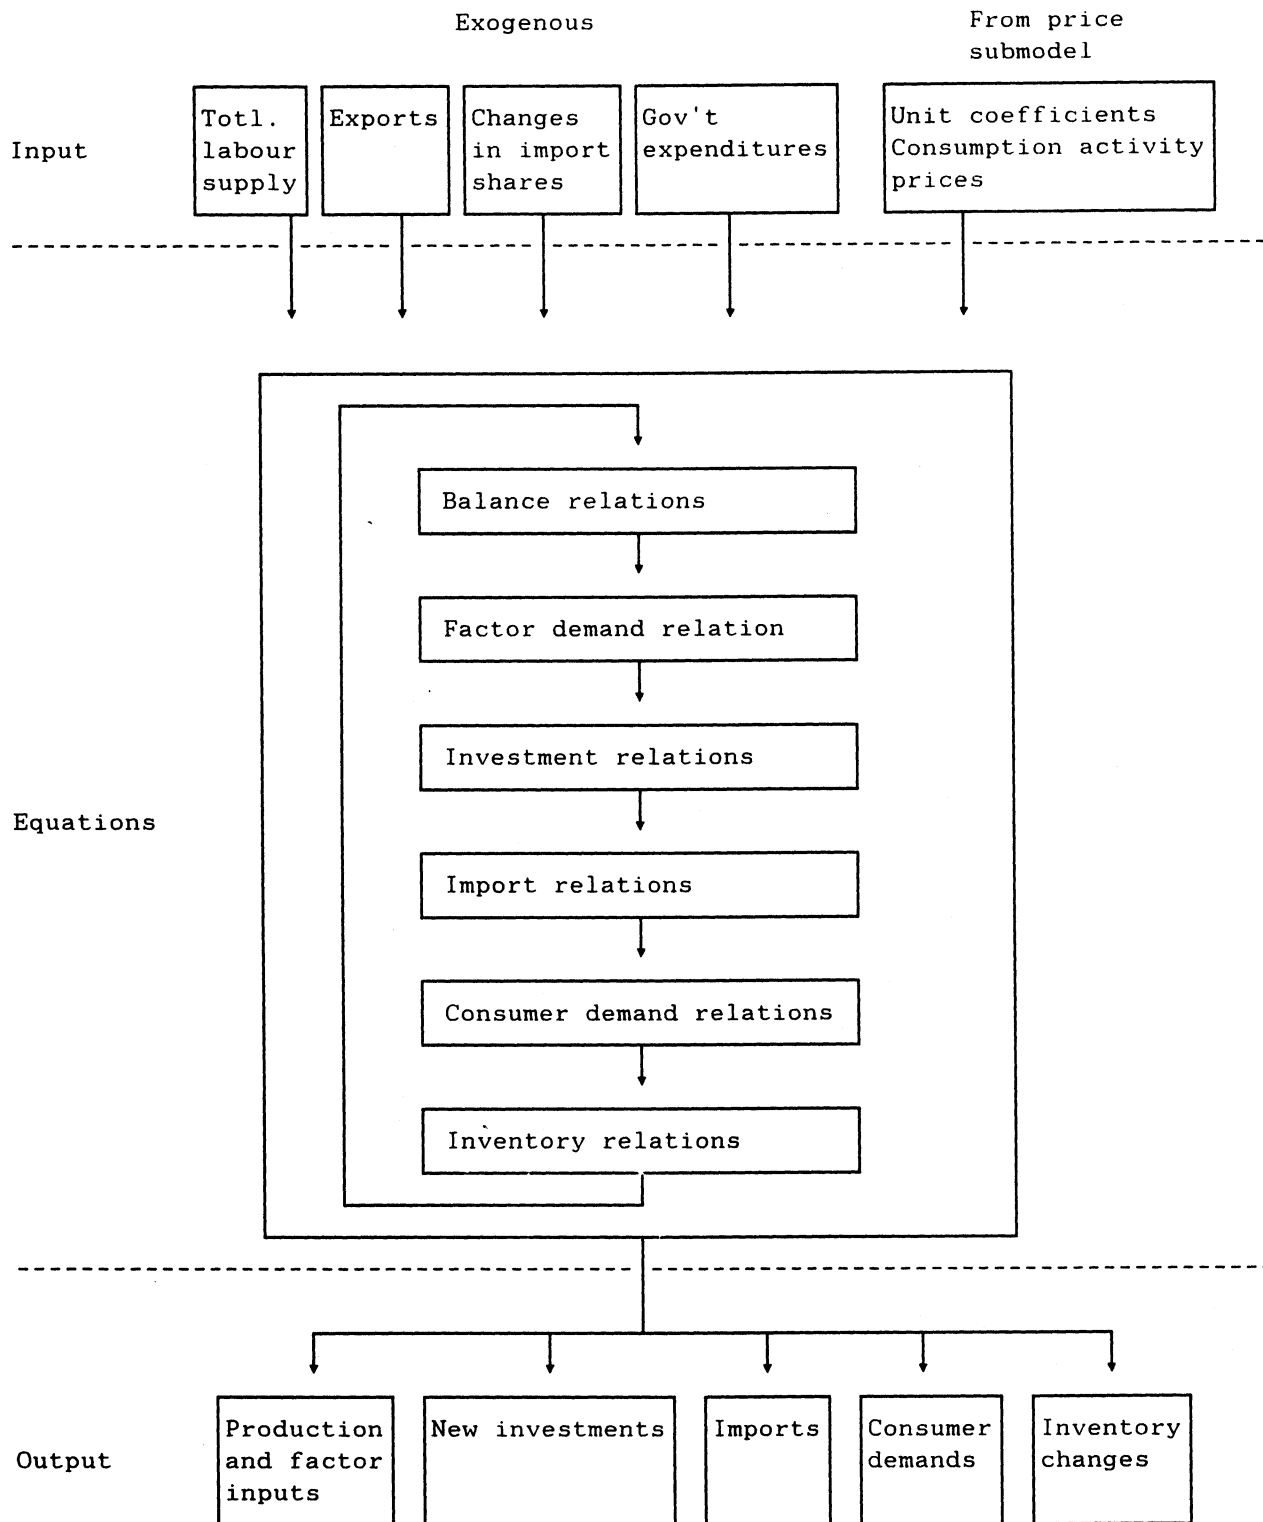 Exogenous
From price
submodel
Input
Totl.
labour
supply
Exports
Changes
in import
shares
Gov't
expenditures
Unit coefficients
Consumption activity
prices
Equations
Balance relations
Factor demand relation
Investment relations
Import relations
Consumer demand relations
Inventory relations
Output
Production
and factor
inputs
New investments
Imports
Consumer
demands
Inventory
changes